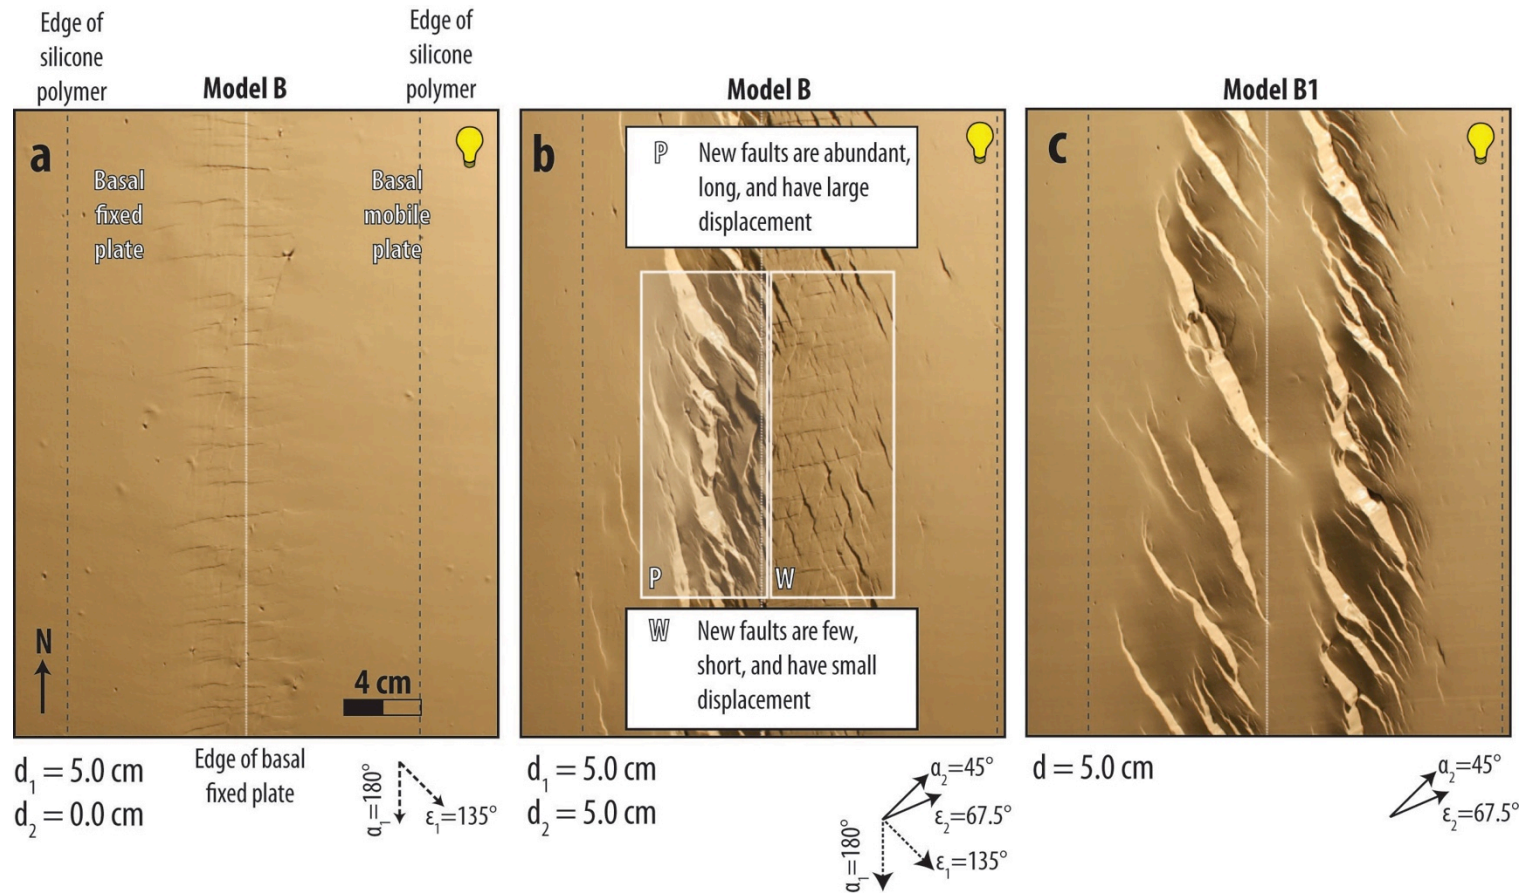 Edge of
silicone
polymer
Edge of
silicone
polymer
Model B
Model B
Model B1
a
Basal
fixed
plate
Basal
mobile
plate
N
4 cm
d₁ = 5.0 cm
d₂ = 0.0 cm
Edge of basal
fixed plate
α₁=180°
ε₁=135°
b
P New faults are abundant,
long, and have large
displacement
P
W
W New faults are few,
short, and have small
displacement
d₁ = 5.0 cm
d₂ = 5.0 cm
α₂=45°
ε₂=67.5°
ε₁=135°
α₁=180°
c
d = 5.0 cm
α₂=45°
ε₂=67.5°